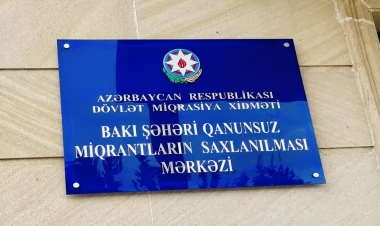 AZƏRBAYCAN RESPUBLİKASI
DÖVLƏT MİQRASİYA XİDMƏTİ
BAKI ŞƏHƏRİ QANUNSUZ
MİQRANTLARIN SAXLANILMASI
MƏRKƏZİ